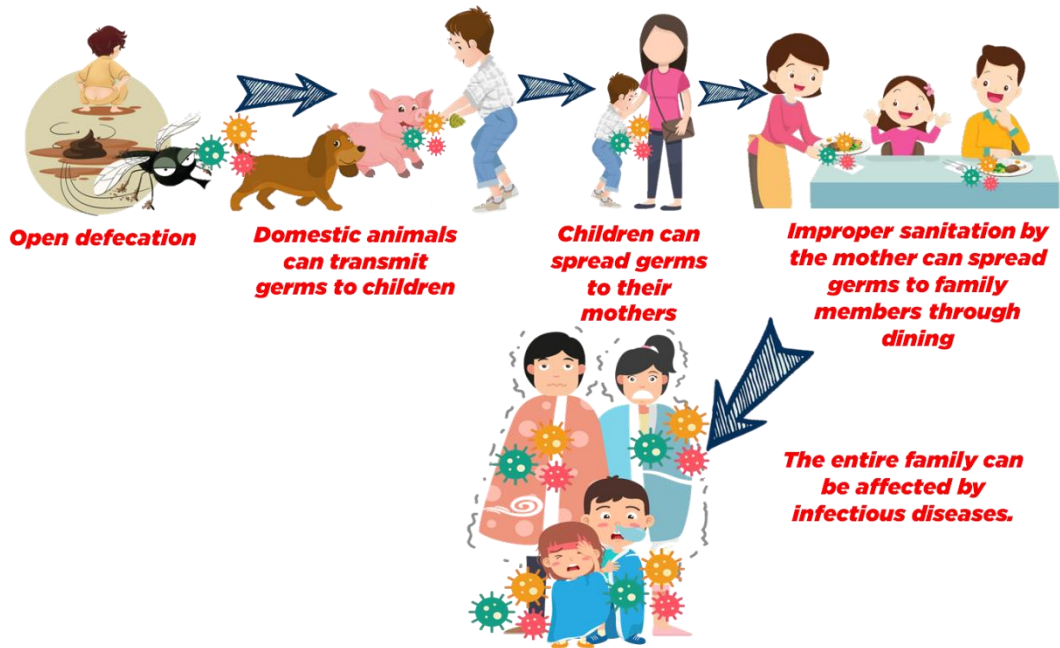 Open defecation
Domestic animals
can transmit
germs to children
Children can
spread germs
to their
mothers
Improper sanitation by
the mother can spread
germs to family
members through
dining
The entire family can
be affected by
infectious diseases.